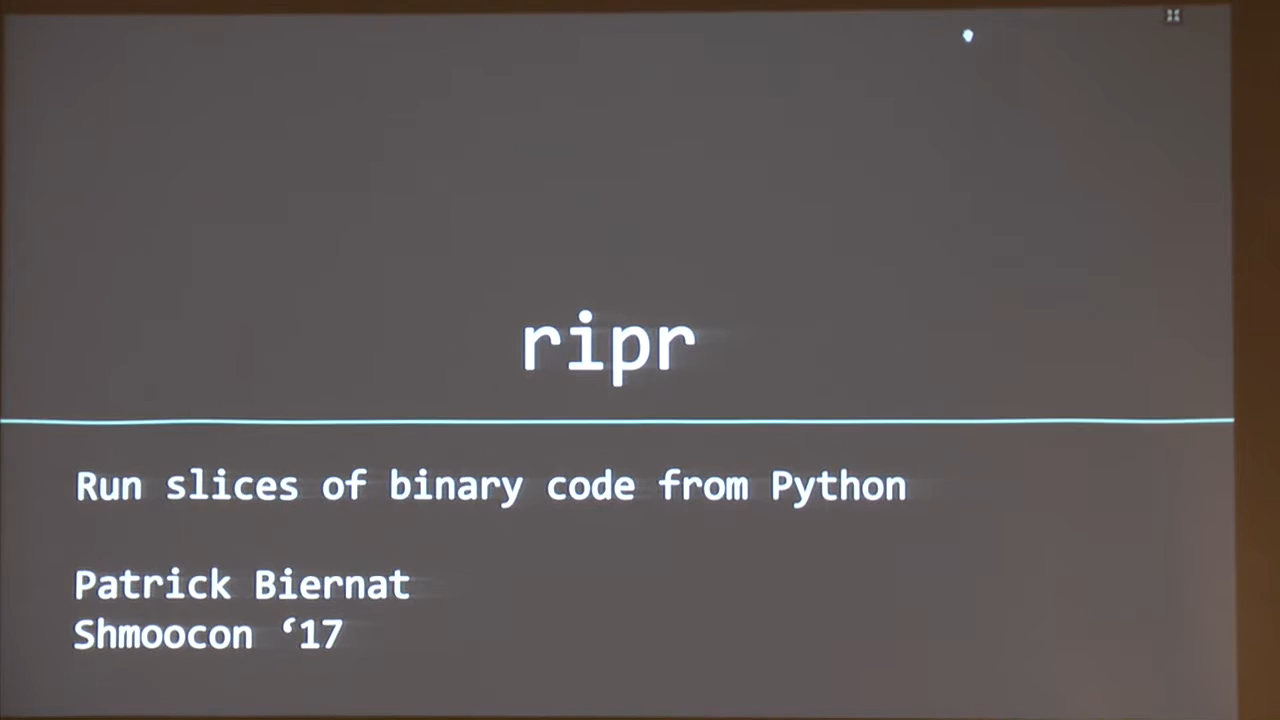 ripr
Run slices of binary code from Python
Patrick Biernat
Shmoocon ‘17